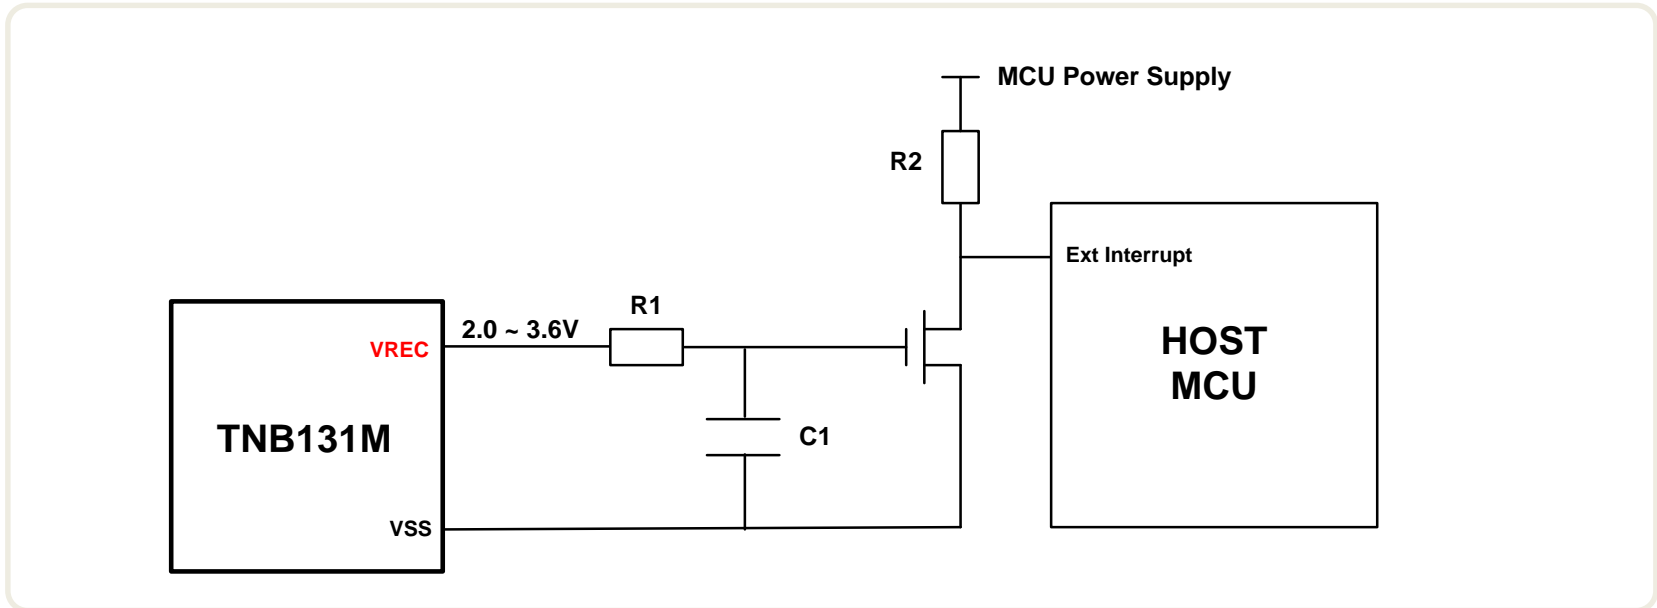 MCU Power Supply
R2
Ext Interrupt
R1
2.0 ~ 3.6V
VREC
HOST
MCU
TNB131M
C1
VSS